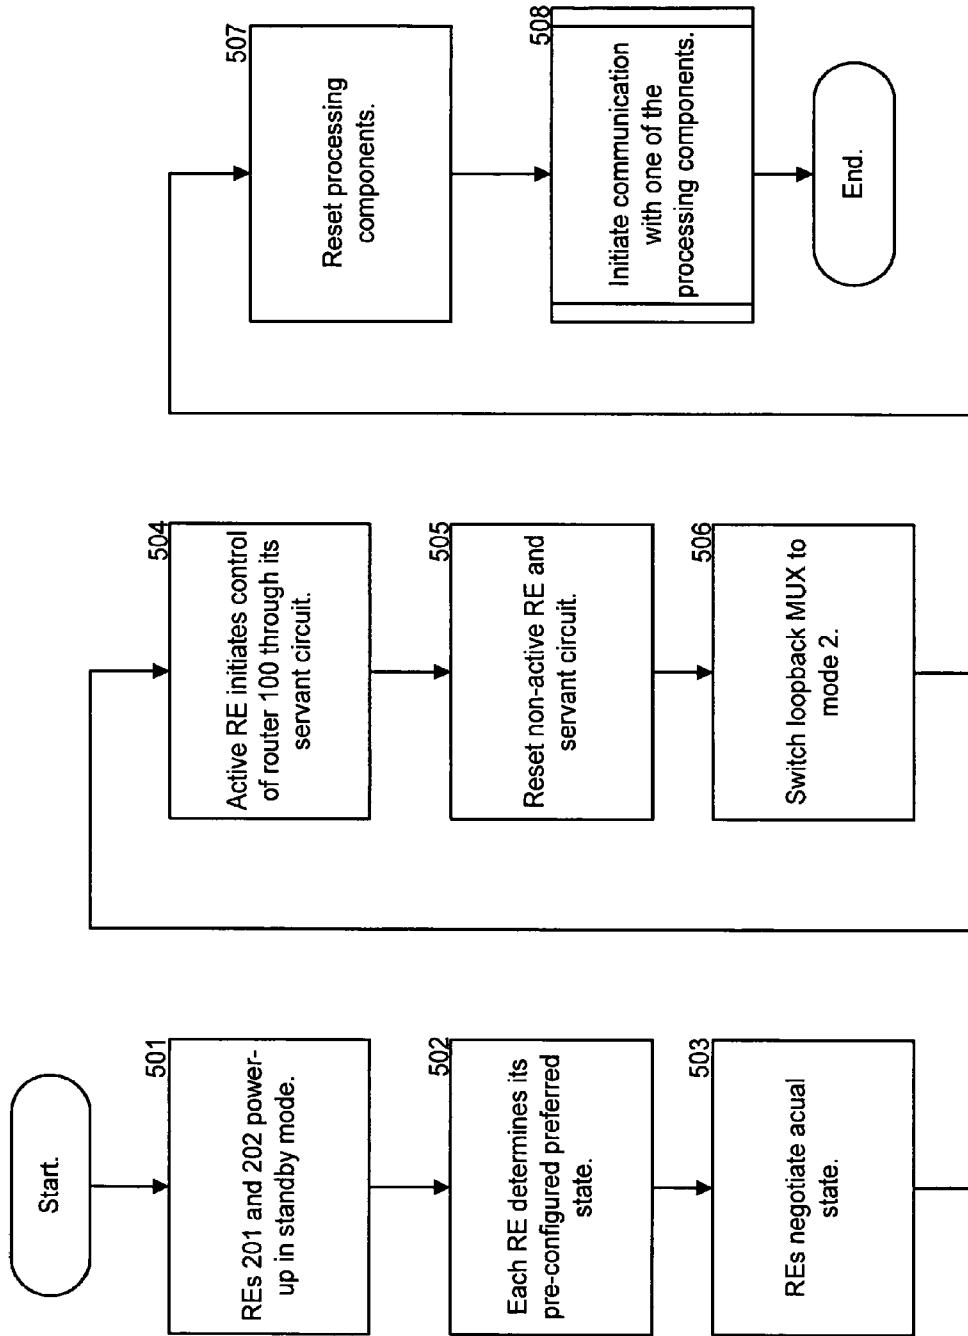 Start.
501
REs 201 and 202 power-
up in standby mode.
502
Each RE determines its
pre-configured preferred
state.
503
REs negotiate acual
state.
504
Active RE initiates control
of router 100 through its
servant circuit.
505
Reset non-active RE and
servant circuit.
506
Switch loopback MUX to
mode 2.
507
Reset processing
components.
508
Initiate communication
with one of the
processing components.
End.